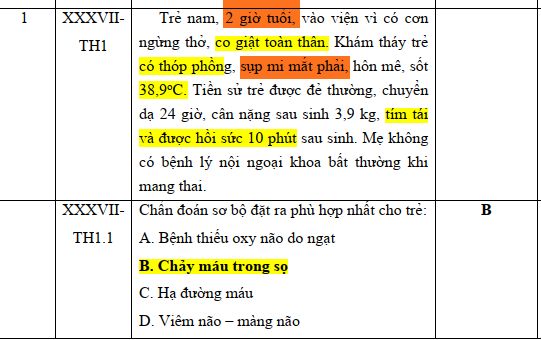 1
XXXVII-
TH1
Trẻ nam, 2 giờ tuổi, vào viện vì có cơn
ngừng thở, co giật toàn thân. Khám tháy trẻ
có thóp phồng, sụp mi mắt phải, hôn mê, sốt
38,9°C. Tiền sử trẻ được đẻ thường, chuyển
dạ 24 giờ, cân nặng sau sinh 3,9 kg, tím tái
và được hồi sức 10 phút sau sinh. Mẹ không
có bệnh lý nội ngoại khoa bất thường khi
mang thai.
XXXVII-
TH1.1
Chẩn đoán sơ bộ đặt ra phù hợp nhất cho trẻ:
A. Bệnh thiếu oxy não do ngạt
B. Chảy máu trong sọ
C. Hạ đường máu
D. Viêm não – màng não
B